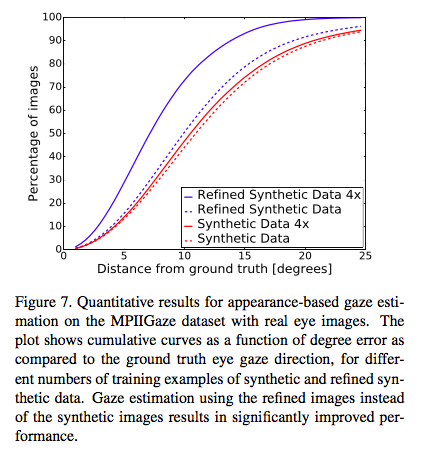 100
90
80
70
60
50
40
30
20
10
0
Percentage of images
Refined Synthetic Data 4x
Refined Synthetic Data
Synthetic Data 4x
Synthetic Data
0 5 10 15 20 25
Distance from ground truth [degrees]
Figure 7. Quantitative results for appearance-based gaze esti-
mation on the MPIIGaze dataset with real eye images. The
plot shows cumulative curves as a function of degree error as
compared to the ground truth eye gaze direction, for differ-
ent numbers of training examples of synthetic and refined syn-
thetic data. Gaze estimation using the refined images instead
of the synthetic images results in significantly improved per-
formance.